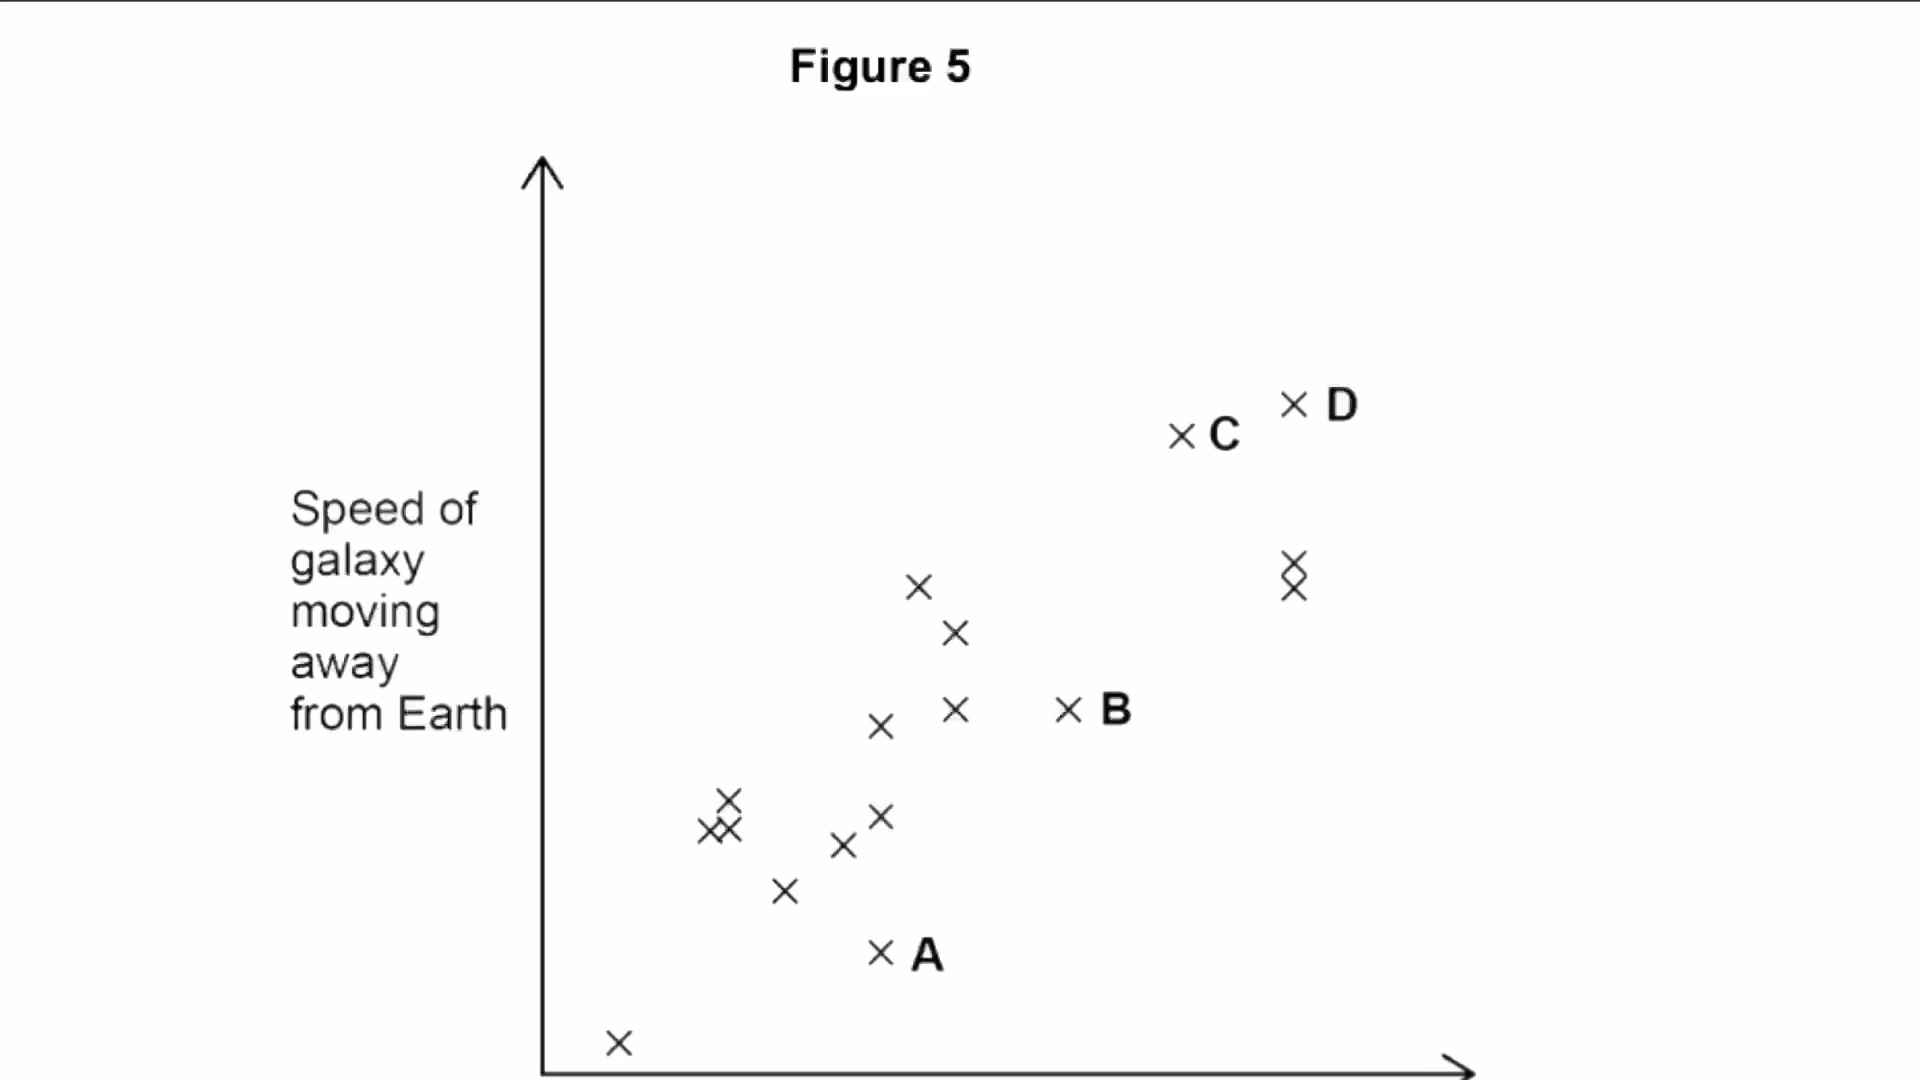 Figure 5
D
C
Speed of
galaxy
moving
away
from Earth
B
A